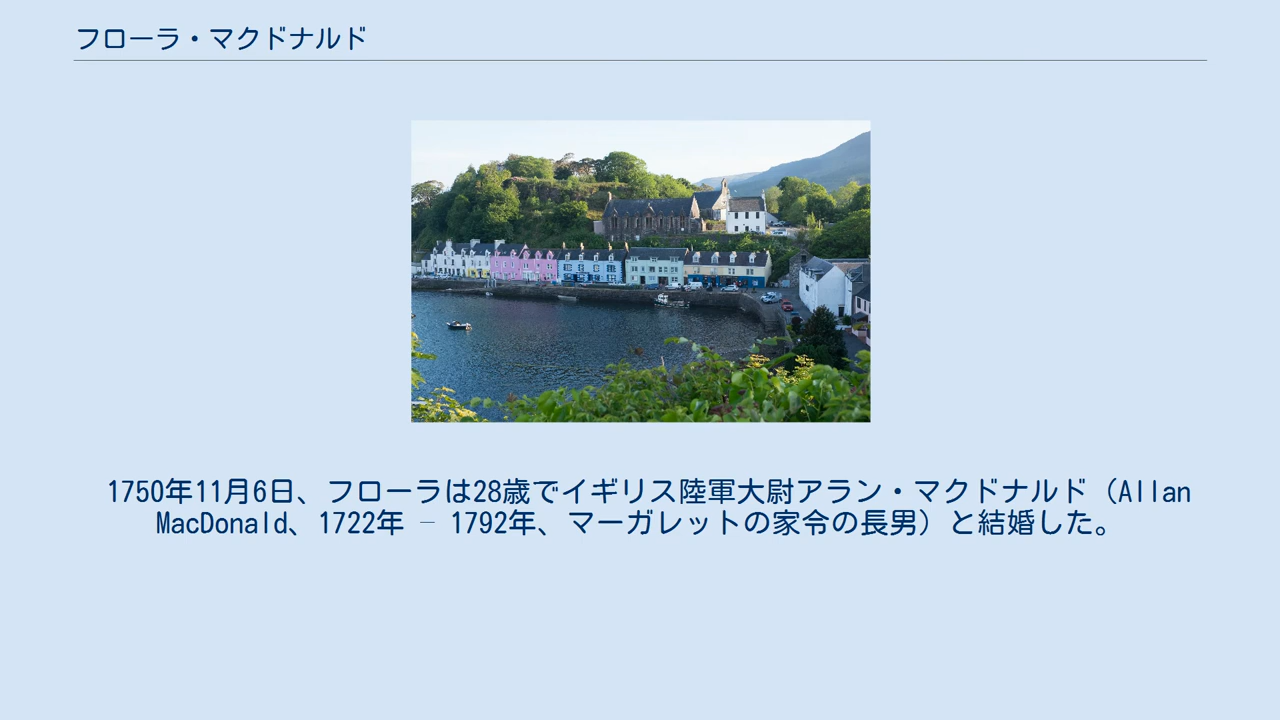 フローラ・マクドナルド
1750年11月6日、フローラは28歳でイギリス陸軍大尉アラン・マクドナルド（Allan
MacDonald、1722年 – 1792年、マーガレットの家令の長男）と結婚した。